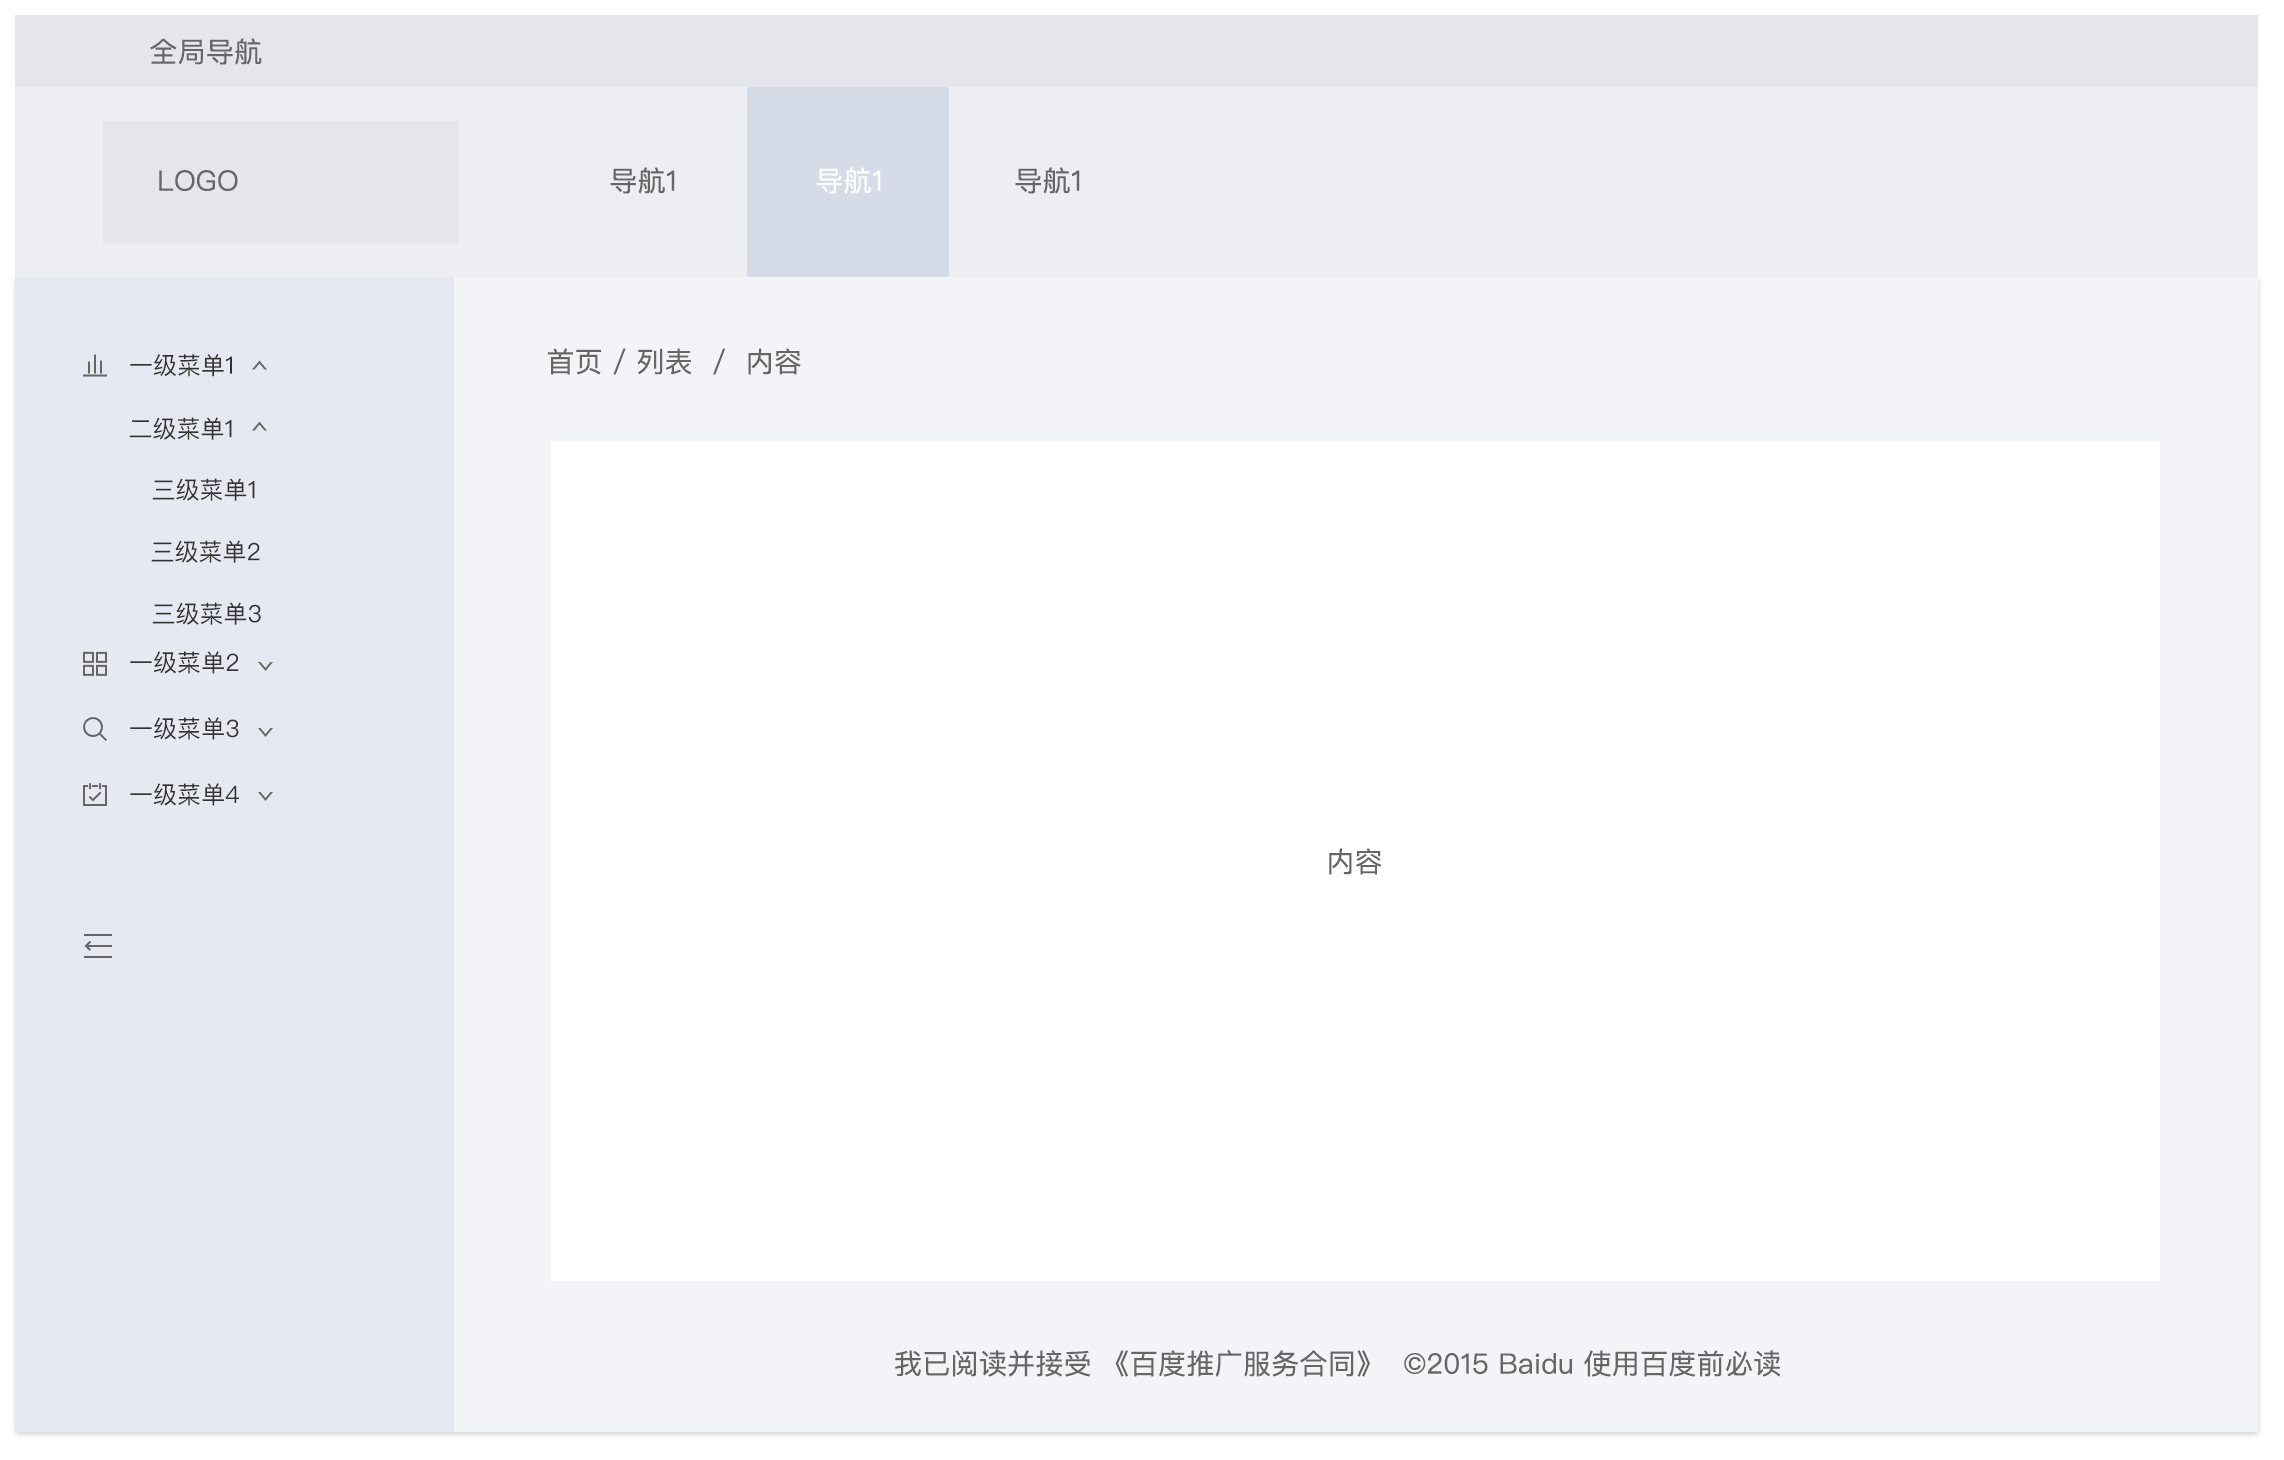 全局导航
LOGO
导航1
导航1
导航1
一级菜单1
二级菜单1
三级菜单1
三级菜单2
三级菜单3
一级菜单2
一级菜单3
一级菜单4
首页 / 列表 / 内容
内容
我已阅读并接受 《百度推广服务合同》 ©2015 Baidu 使用百度前必读